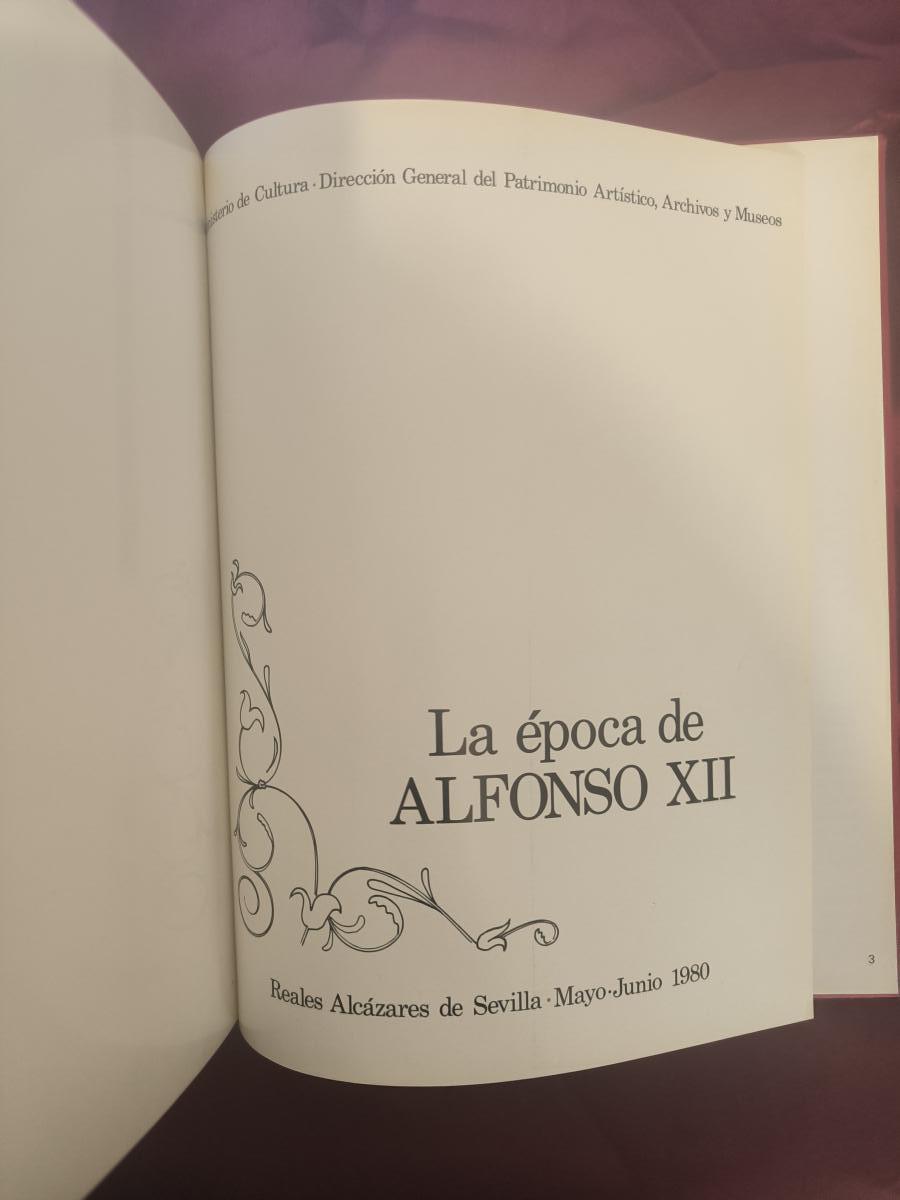 de Cultura · Dirección General del Patrimonio Artístico, Archivos y Museos
La época de
ALFONSO XII
Reales Alcázares de Sevilla · Mayo·Junio 1980
3